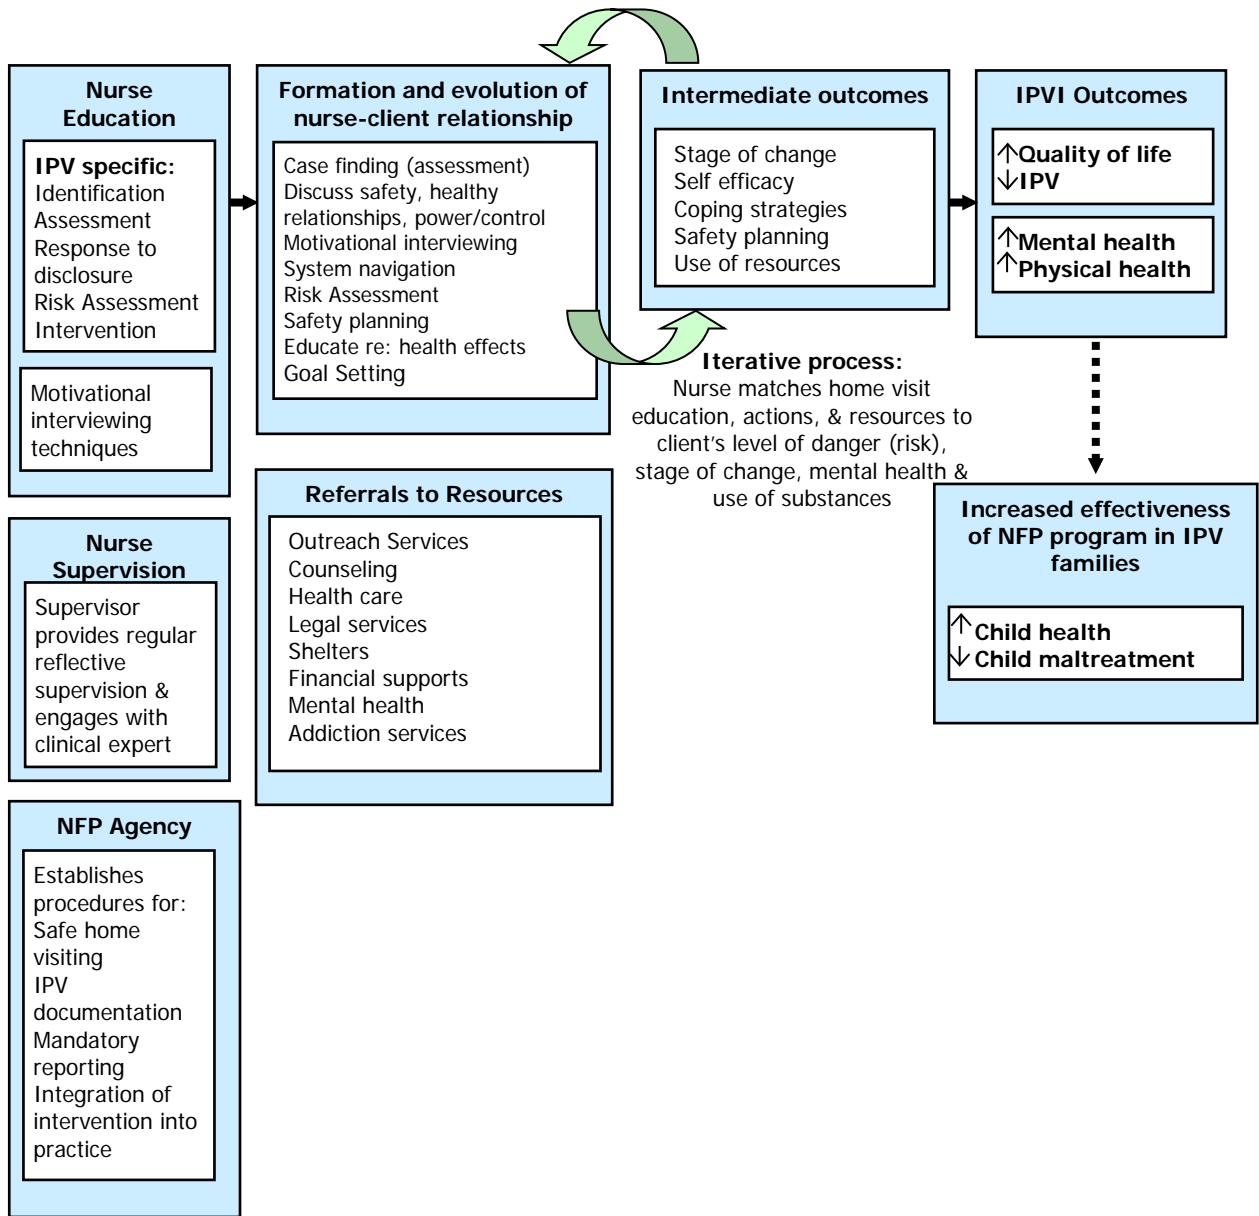 Nurse
Education
IPV specific:
Identification
Assessment
Response to
disclosure
Risk Assessment
Intervention
Motivational
interviewing
techniques
Nurse
Supervision
Supervisor
provides regular
reflective
supervision &
engages with
clinical expert
NFP Agency
Establishes
procedures for:
Safe home
visiting
IPV
documentation
Mandatory
reporting
Integration of
intervention into
practice
Formation and evolution of
nurse-client relationship
Case finding (assessment)
Discuss safety, healthy
relationships, power/control
Motivational interviewing
System navigation
Risk Assessment
Safety planning
Educate re: health effects
Goal Setting
Referrals to Resources
Outreach Services
Counseling
Health care
Legal services
Shelters
Financial supports
Mental health
Addiction services
Intermediate outcomes
Stage of change
Self efficacy
Coping strategies
Safety planning
Use of resources
Iterative process:
Nurse matches home visit
education, actions, & resources to
client's level of danger (risk),
stage of change, mental health &
use of substances
IPVI Outcomes
↑Quality of life
↓IPV
↑Mental health
↑Physical health
Increased effectiveness
of NFP program in IPV
families
↑Child health
↓Child maltreatment